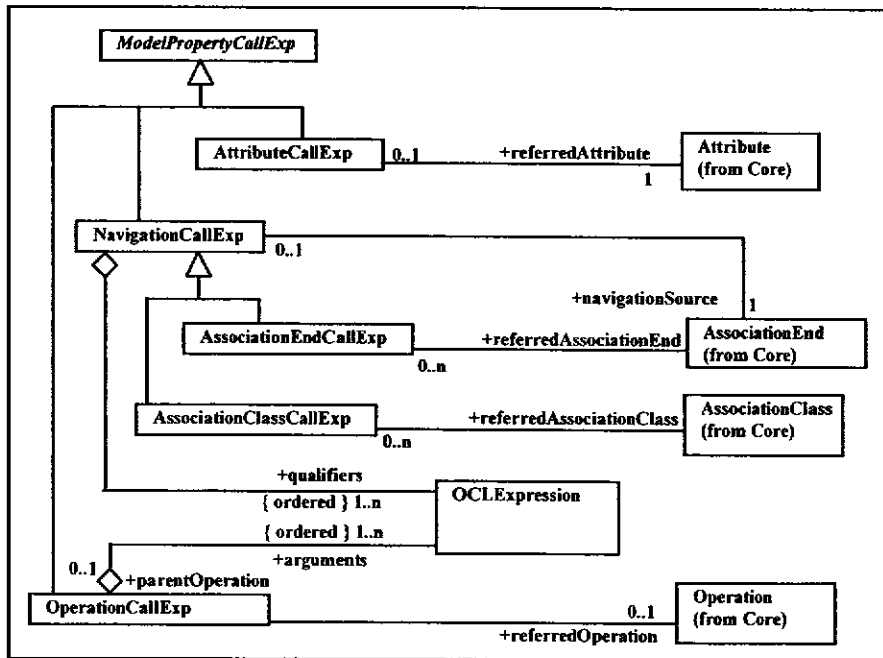 ModelPropertyCallExp
AttributeCallExp
0..1
+referredAttribute
1
Attribute
(from Core)
NavigationCallExp
0..1
+navigationSource
1
AssociationEndCallExp
0..n
+referredAssociationEnd
AssociationEnd
(from Core)
AssociationClassCallExp
0..n
+referredAssociationClass
AssociationClass
(from Core)
+qualifiers
{ ordered } 1..n
OCLExpression
{ ordered } 1..n
+arguments
0..1
+parentOperation
OperationCallExp
0..1
+referredOperation
Operation
(from Core)